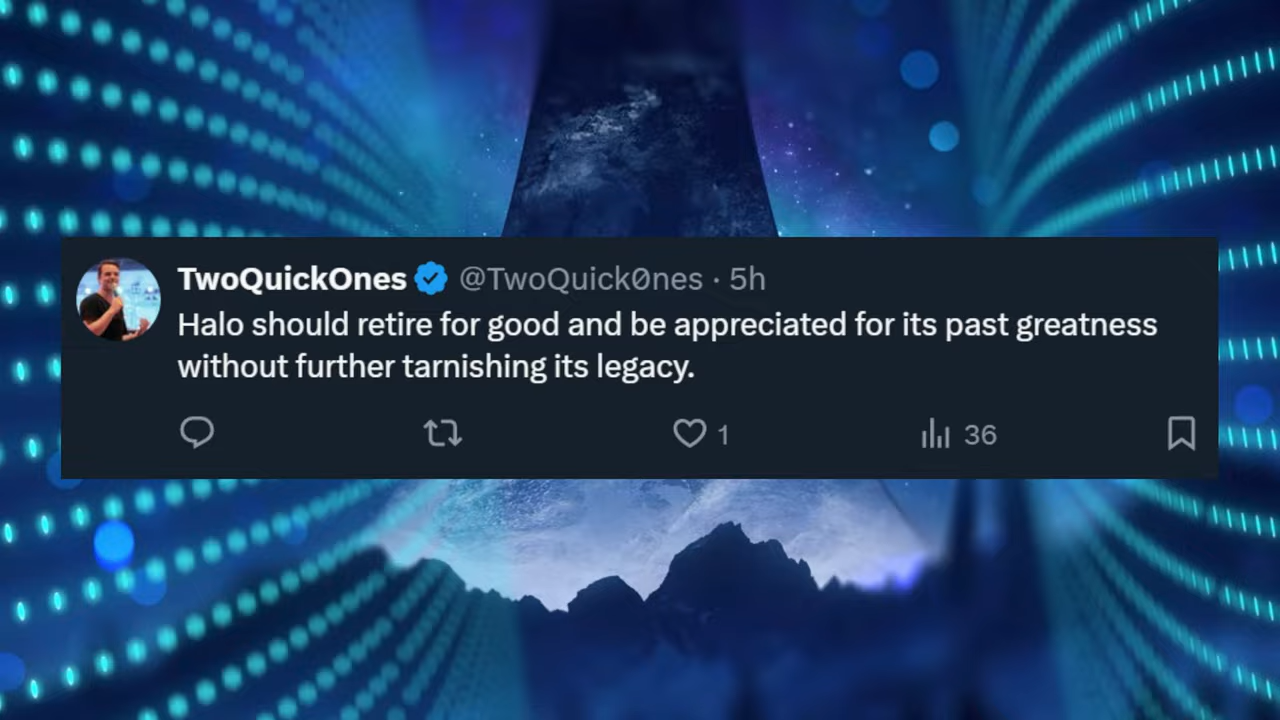 TwoQuickOnes @TwoQuick0nes · 5h
Halo should retire for good and be appreciated for its past greatness
without further tarnishing its legacy.
1 36